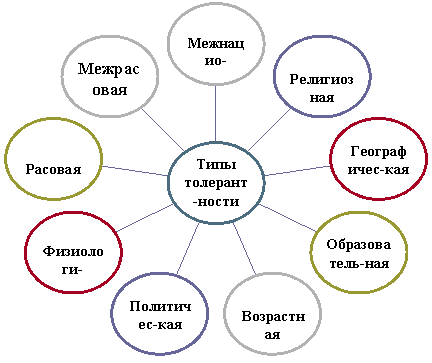 Межнац
ио-
Религиоз
ная
Географ
ичес-кая
Образова
тель-ная
Возрастн
ая
Политич
ес-кая
Физиоло
ги-
Расовая
Межрас
овая
Типы
толерант
-ности